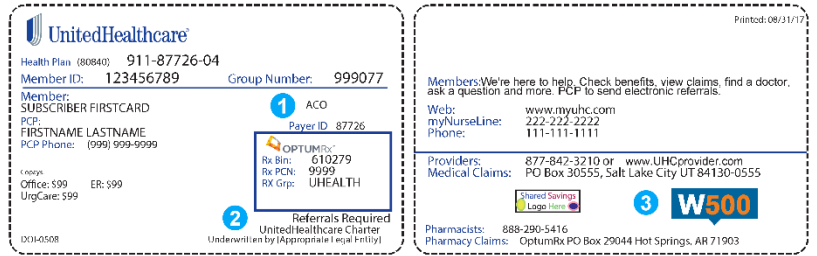 UnitedHealthcare®
Health Plan (80840) 911-87726-04
Member ID: 123456789 Group Number: 999077
Member:
SUBSCRIBER FIRSTCARD
PCP:
FIRSTNAME LASTNAME
PCP Phone: (999) 999-9999
1 ACO
Payer ID 87726
OPTUMRx
Rx Bin: 610279
Rx PCN: 9999
RX Grp: UHEALTH
Copays
Office: $99 ER: $99
UrgCare: $99
2
Referrals Required
UnitedHealthcare Charter
DOI-0508 Underwritten by [Appropriate Legal Entity]
Printed: 08/31/17
Members:We're here to help. Check benefits, view claims, find a doctor,
ask a question and more. PCP to send electronic referrals.
Web: www.myuhc.com
myNurseLine: 222-222-2222
Phone: 111-111-1111
Providers: 877-842-3210 or www.UHCprovider.com
Medical Claims: PO Box 30555, Salt Lake City UT 84130-0555
Shared Savings
Logo Here
3 W500
Pharmacists: 888-290-5416
Pharmacy Claims: OptumRx PO Box 29044 Hot Springs. AR 71903